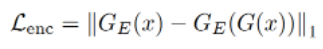 ℒ_enc = ‖G_E(x) − G_E(G(x))‖_1